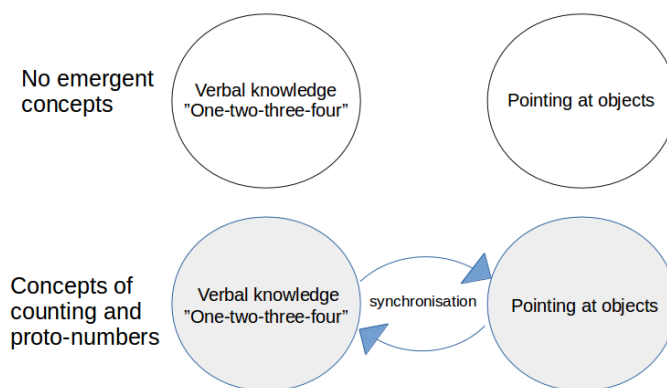 No emergent
concepts
Verbal knowledge
”One-two-three-four”
Pointing at objects
Concepts of
counting and
proto-numbers
Verbal knowledge
”One-two-three-four”
synchronisation
Pointing at objects